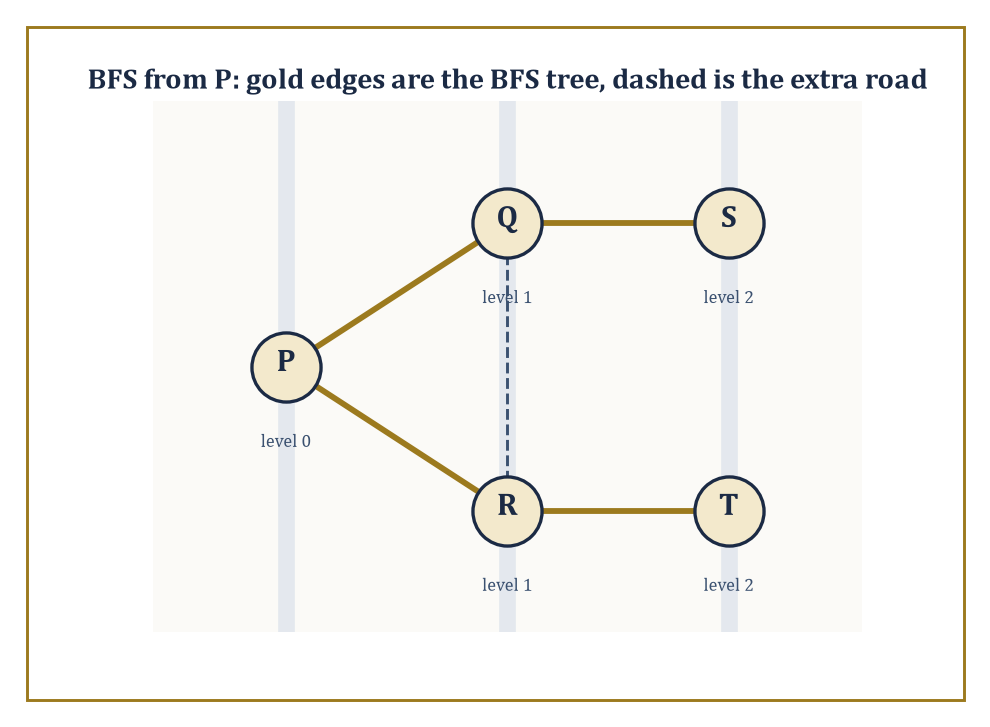 BFS from P: gold edges are the BFS tree, dashed is the extra road
Q
S
level 1
level 2
P
level 0
R
T
level 1
level 2